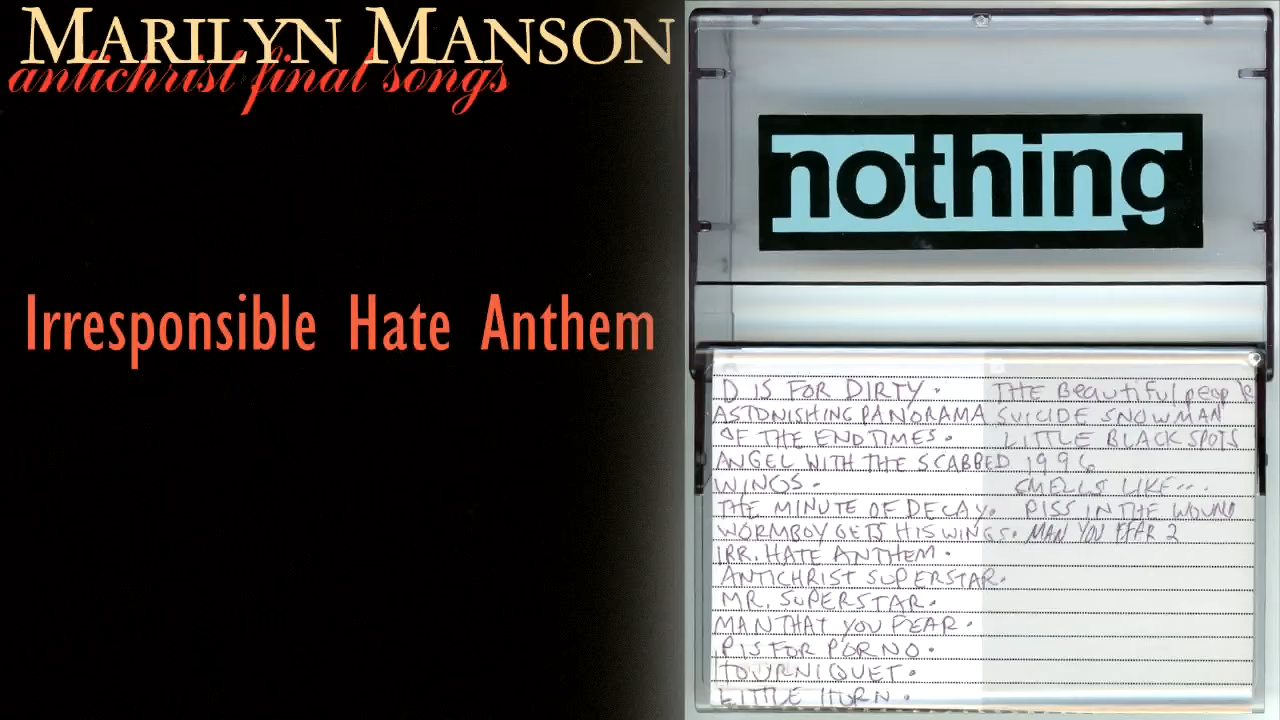 MARILYN MANSON
antichrist final songs
Irresponsible Hate Anthem
nothing
D IS FOR DIRTY.
ASTONISHING PANORAMA
OF THE ENDTIMES.
ANGEL WITH THE SCABBED
WINGS.
THE MINUTE OF DECAY.
WORMBOY GETS HIS WINGS.
IRR. HATE ANTHEM.
ANTICHRIST SUPERSTAR.
MR. SUPERSTAR.
MAN THAT YOU FEAR.
P IS FOR PORNO.
TOURNIQUET.
LITTLE HORN.
THE Beautiful people
SUICIDE SNOWMAN
LITTLE BLACK SPOTS
1996
SMELLS LIKE...
PISS IN THE WOUND
MAN YOU FEAR 2